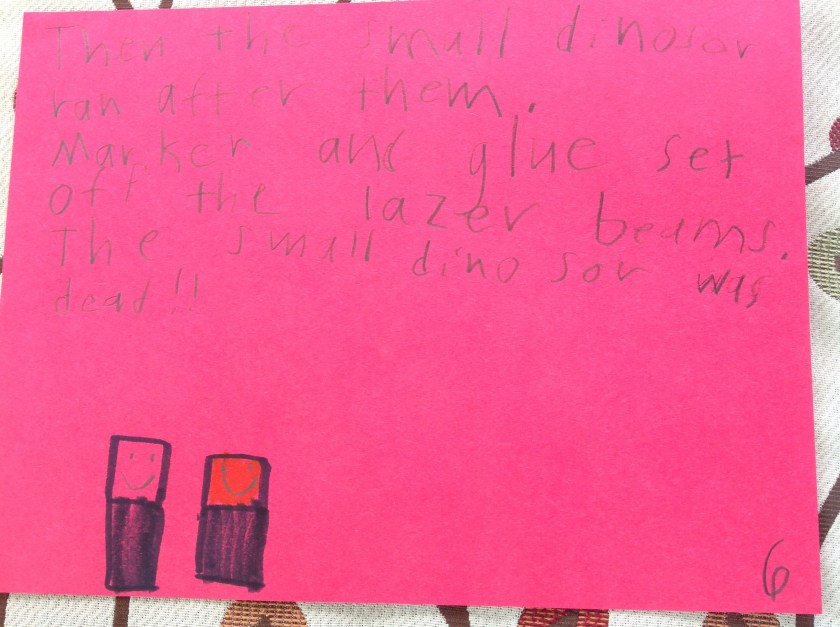 Then the small dinosor
ran after them.
Marker and glue set
off the lazer beams.
The small dinosor was
dead!!
6